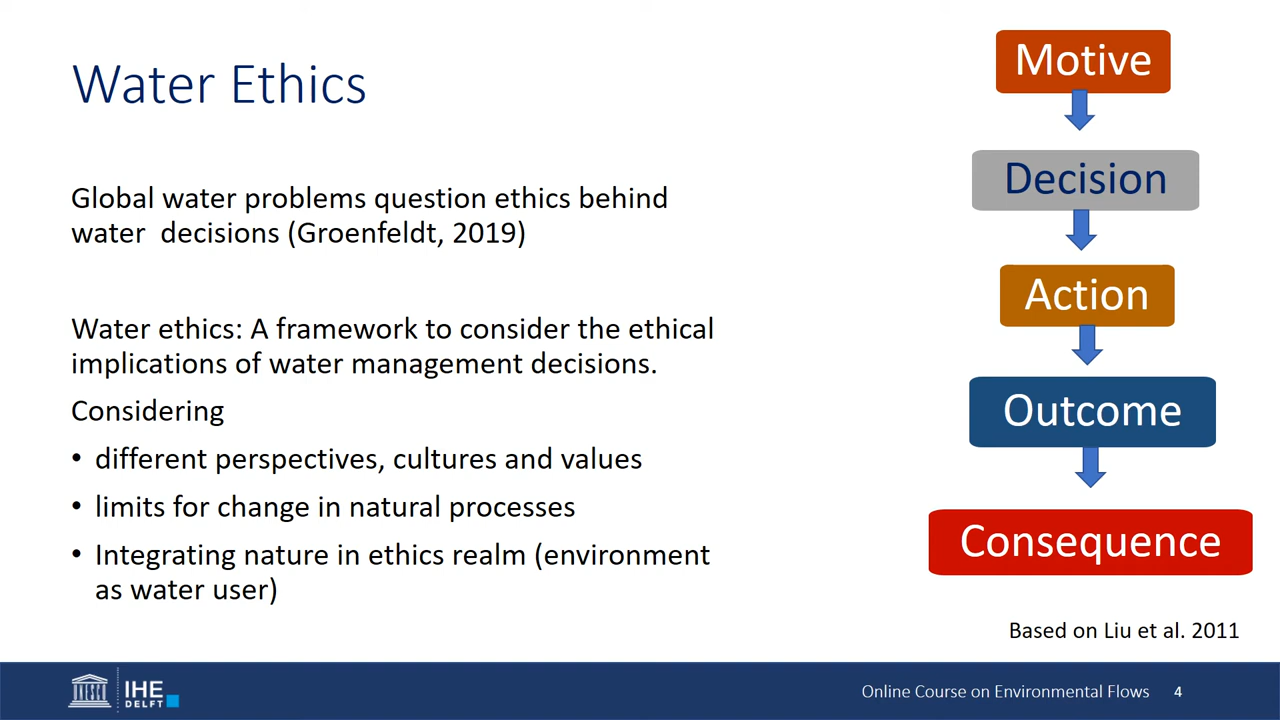 Water Ethics
Global water problems question ethics behind
water decisions (Groenfeldt, 2019)
Water ethics: A framework to consider the ethical
implications of water management decisions.
Considering
• different perspectives, cultures and values
• limits for change in natural processes
• Integrating nature in ethics realm (environment
as water user)
Motive
Decision
Action
Outcome
Consequence
Based on Liu et al. 2011
UNESCO
IHE
DELFT
Online Course on Environmental Flows 4